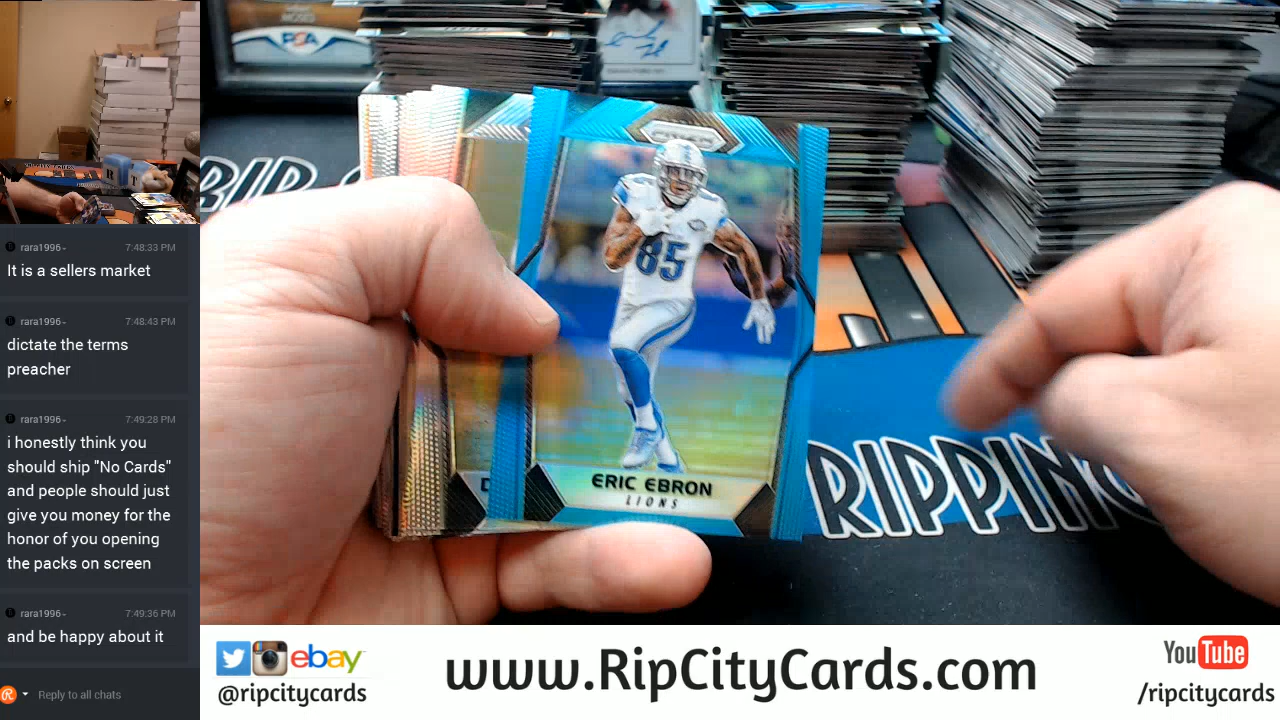 rara1996- 7:48:33 PM
It is a sellers market
rara1996- 7:48:43 PM
dictate the terms
preacher
rara1996- 7:49:28 PM
i honestly think you
should ship "No Cards"
and people should just
give you money for the
honor of you opening
the packs on screen
rara1996- 7:49:36 PM
and be happy about it
Reply to all chats
PSA
RIP
85
ERIC EBRON
LIONS
D
RIPPING
ebay
@ripcitycards
www.RipCityCards.com
YouTube
/ripcitycards